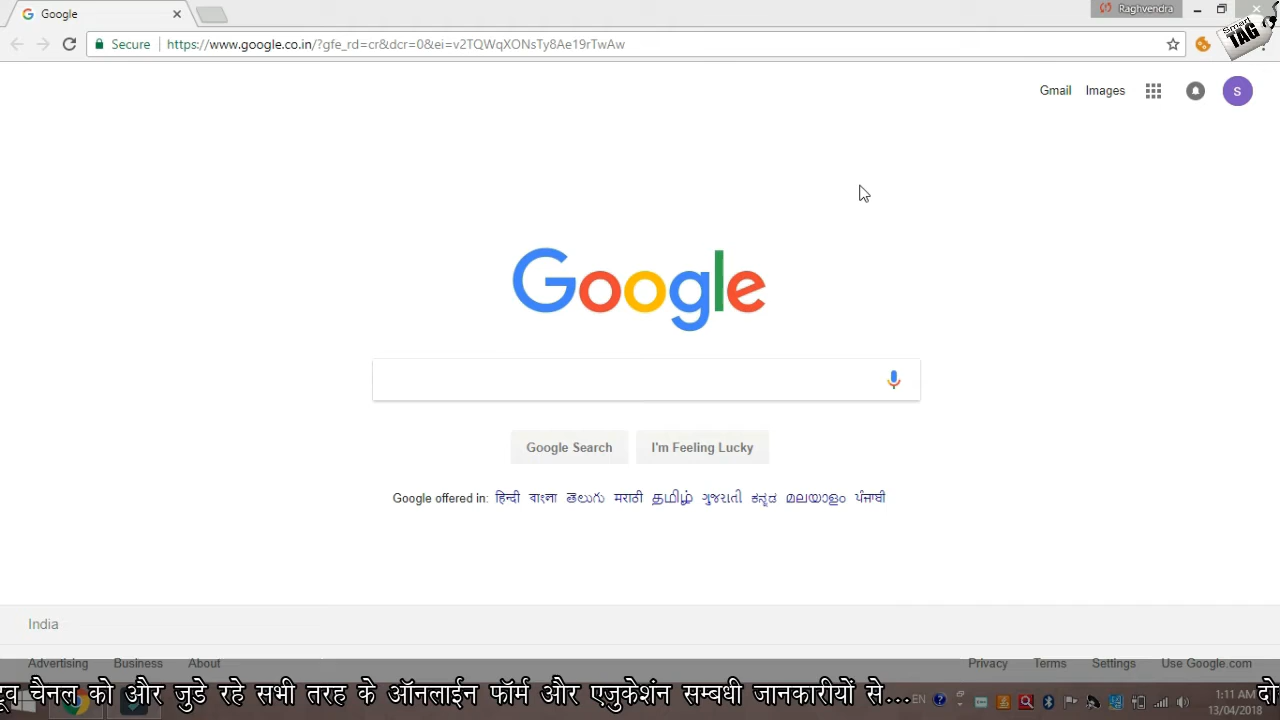 Google
Raghvendra
Secure
https://www.google.co.in/?gfe_rd=cr&dcr=0&ei=v2TQWqXONsTy8Ae19rTwAw
Smart TAG
Gmail Images
S
Google
Google Search I'm Feeling Lucky
Google offered in: हिन्दी বাংলা తెలుగు मराठी தமிழ் ગુજરાતી ಕನ್ನಡ മലയാളം ਪੰਜਾਬੀ
India
Advertising Business About Privacy Terms Settings Use Google.com
चैनल को और जुडे रहे सभी तरह के ऑनलाईन फॉर्म और एजुकेशंन सम्बधी जानकारीयों से... दो
EN
1:11 AM
13/04/2018